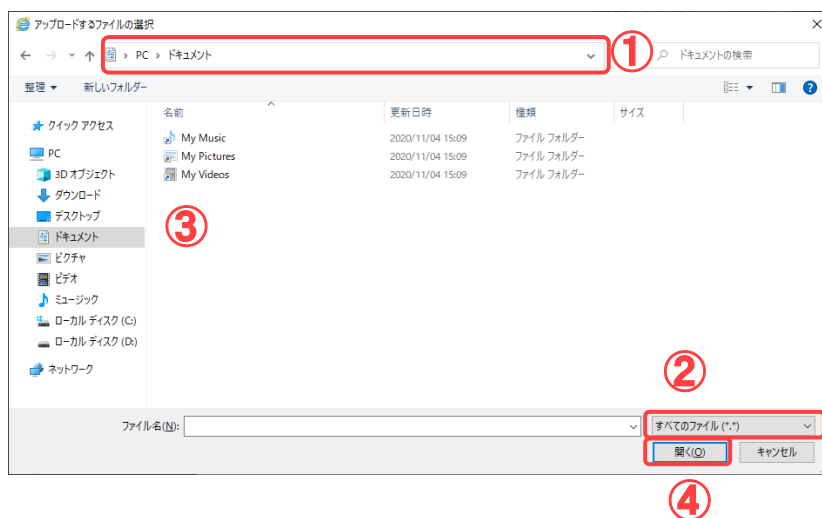 アップロードするファイルの選択
PC › ドキュメント
①
ドキュメントの検索
整理 新しいフォルダー
名前 更新日時 種類 サイズ
クイック アクセス
My Music 2020/11/04 15:09 ファイル フォルダー
PC
My Pictures 2020/11/04 15:09 ファイル フォルダー
3D オブジェクト
My Videos 2020/11/04 15:09 ファイル フォルダー
ダウンロード
デスクトップ
③
ドキュメント
ピクチャ
ビデオ
ミュージック
ローカル ディスク (C:)
ローカル ディスク (D:)
ネットワーク
②
ファイル名(N): すべてのファイル (*.*)
開く(O) キャンセル
④